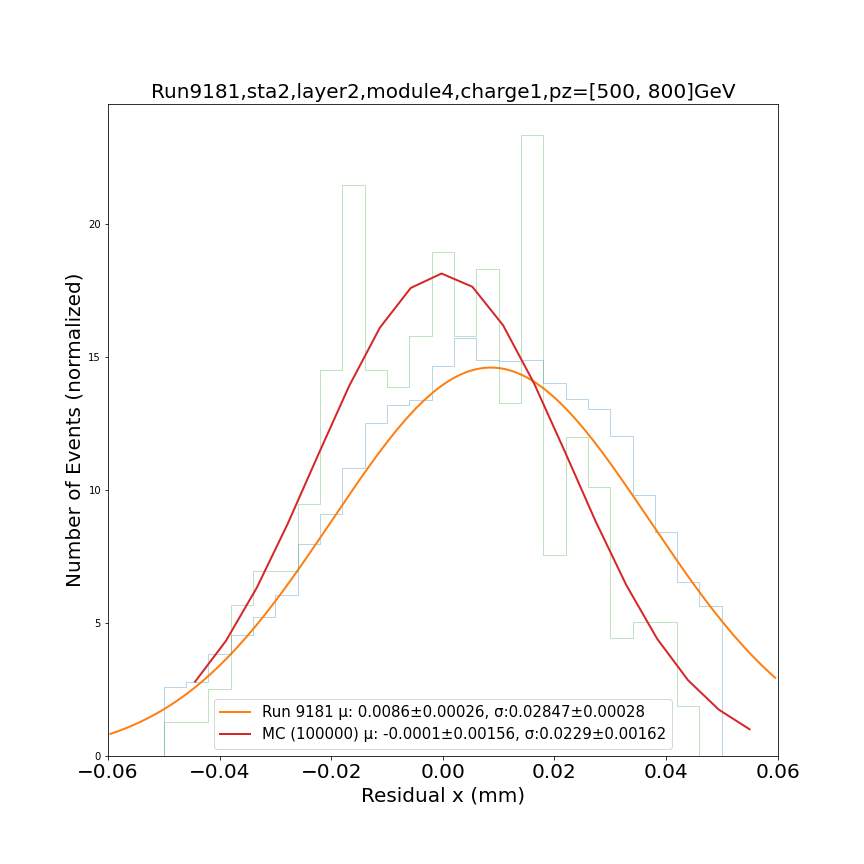 Run9181,sta2,layer2,module4,charge1,pz=[500, 800]GeV
Number of Events (normalized)
20
15
10
5
0
Run 9181 μ: 0.0086±0.00026, σ:0.02847±0.00028
MC (100000) μ: -0.0001±0.00156, σ:0.0229±0.00162
−0.06 −0.04 −0.02 0.00 0.02 0.04 0.06
Residual x (mm)